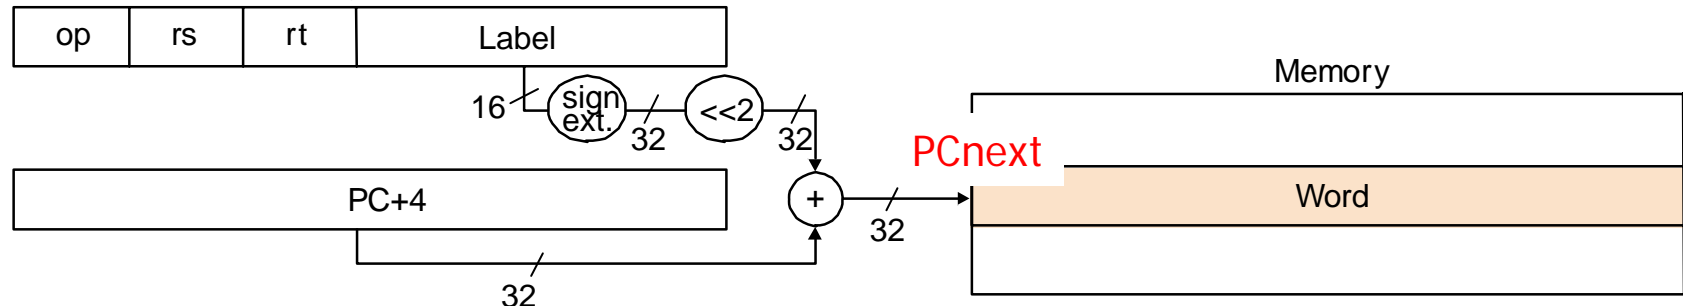 op rs rt Label
Memory
16 sign ext. 32 <<2 32
PCnext
PC+4 + 32 Word
32